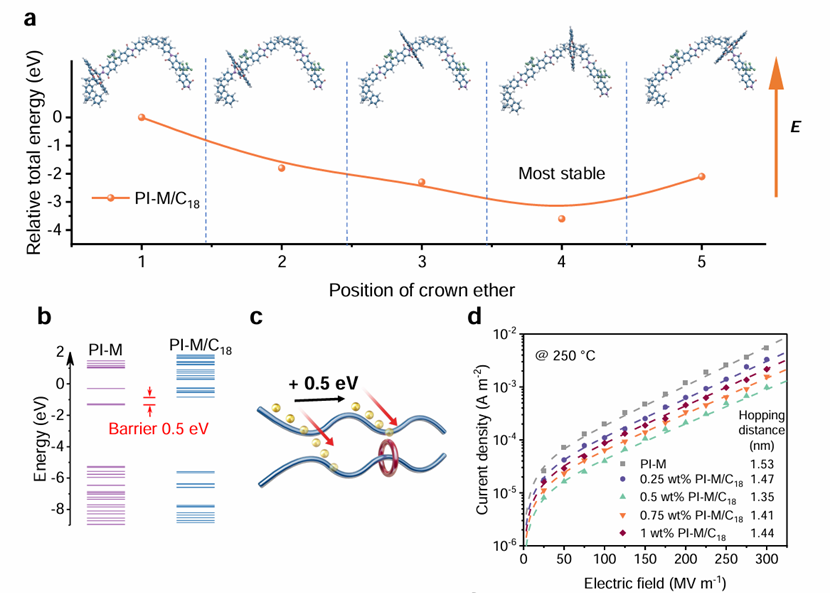 a
Relative total energy (eV)
0
-1
-2
-3
-4
PI-M/C18
Most stable
E
1 2 3 4 5
Position of crown ether
b
PI-M
PI-M/C18
Energy (eV)
2
0
-2
-4
-6
-8
Barrier 0.5 eV
c
+ 0.5 eV
d
Current density (A m-2)
10-2
10-3
10-4
10-5
10-6
@ 250 °C
Hopping
distance
(nm)
PI-M 1.53
0.25 wt% PI-M/C18 1.47
0.5 wt% PI-M/C18 1.35
0.75 wt% PI-M/C18 1.41
1 wt% PI-M/C18 1.44
0 50 100 150 200 250 300
Electric field (MV m-1)